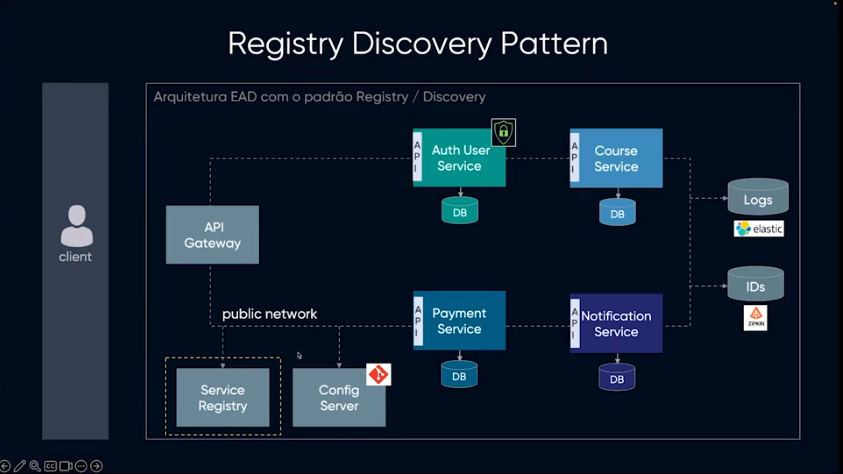 Registry Discovery Pattern
Arquitetura EAD com o padrão Registry / Discovery
client
API
Gateway
public network
Service
Registry
Config
Server
API
Auth User
Service
DB
API
Course
Service
DB
API
Payment
Service
DB
API
Notification
Service
DB
Logs
elastic
IDs
ZIPKIN
CC